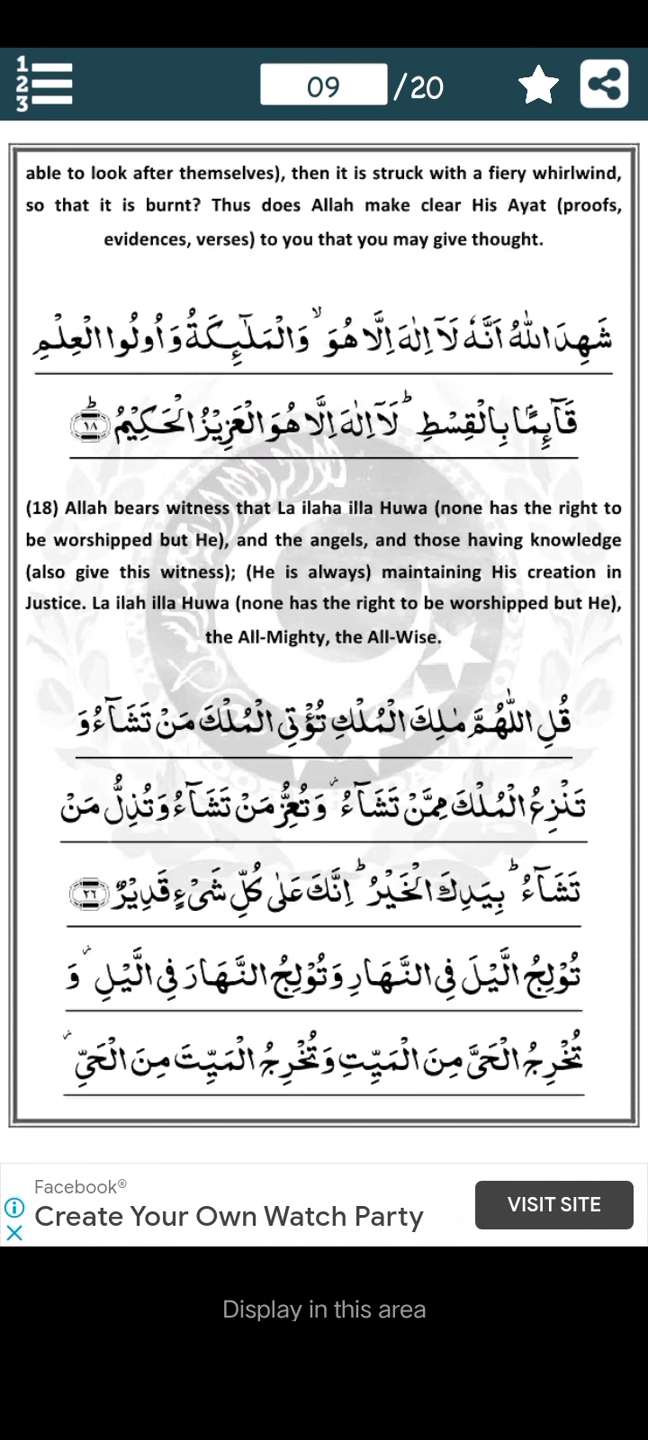 1
2
3
09 /20
able to look after themselves), then it is struck with a fiery whirlwind,
so that it is burnt? Thus does Allah make clear His Ayat (proofs,
evidences, verses) to you that you may give thought.
شَهِدَ اللّٰهُ اَنَّهٗ لَاۤ اِلٰهَ اِلَّا هُوَ ۙ وَالْمَلٰٓئِكَةُ وَ اُولُوا الْعِلْمِ
قَآئِمًۢا بِالْقِسْطِ ؕ لَاۤ اِلٰهَ اِلَّا هُوَ الْعَزِیْزُ الْحَكِیْمُ ؕ ﴿۱۸﴾
(18) Allah bears witness that La ilaha illa Huwa (none has the right to
be worshipped but He), and the angels, and those having knowledge
(also give this witness); (He is always) maintaining His creation in
Justice. La ilah illa Huwa (none has the right to be worshipped but He),
the All-Mighty, the All-Wise.
قُلِ اللّٰهُمَّ مٰلِكَ الْمُلْكِ تُؤْتِی الْمُلْكَ مَنْ تَشَآءُ وَ
تَنْزِعُ الْمُلْكَ مِمَّنْ تَشَآءُ ۫ وَتُعِزُّ مَنْ تَشَآءُ وَتُذِلُّ مَنْ
تَشَآءُ ؕ بِیَدِكَ الْخَیْرُ ؕ اِنَّكَ عَلٰی كُلِّ شَیْءٍ قَدِیْرٌ ﴿۲۶﴾
تُوْلِجُ الَّیْلَ فِی النَّهَارِ وَتُوْلِجُ النَّهَارَ فِی الَّیْلِ ۫ وَ
تُخْرِجُ الْحَیَّ مِنَ الْمَیِّتِ وَتُخْرِجُ الْمَیِّتَ مِنَ الْحَیِّ ۫
Facebook®
Create Your Own Watch Party
VISIT SITE
Display in this area